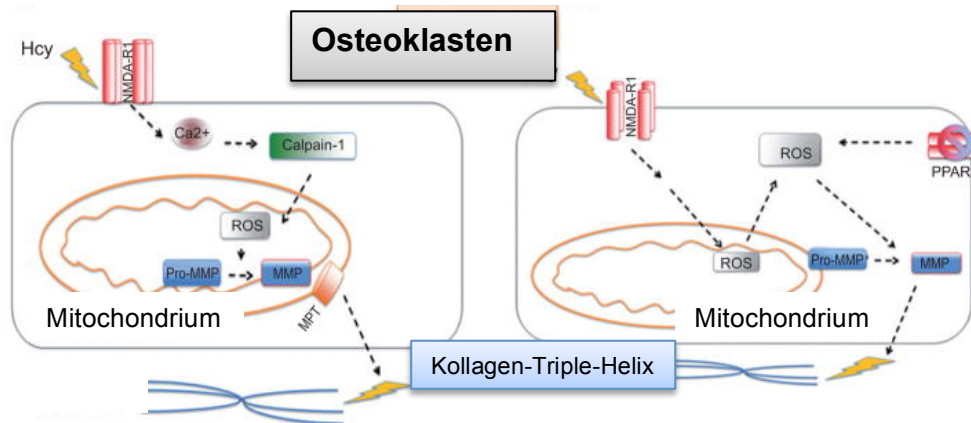 Osteoklasten
Hcy
NMDA-R1
Ca2+
Calpain-1
ROS
Pro-MMP
MMP
MPT
Mitochondrium
NMDA-R1
ROS
PPAR
ROS
Pro-MMP
MMP
Mitochondrium
Kollagen-Triple-Helix